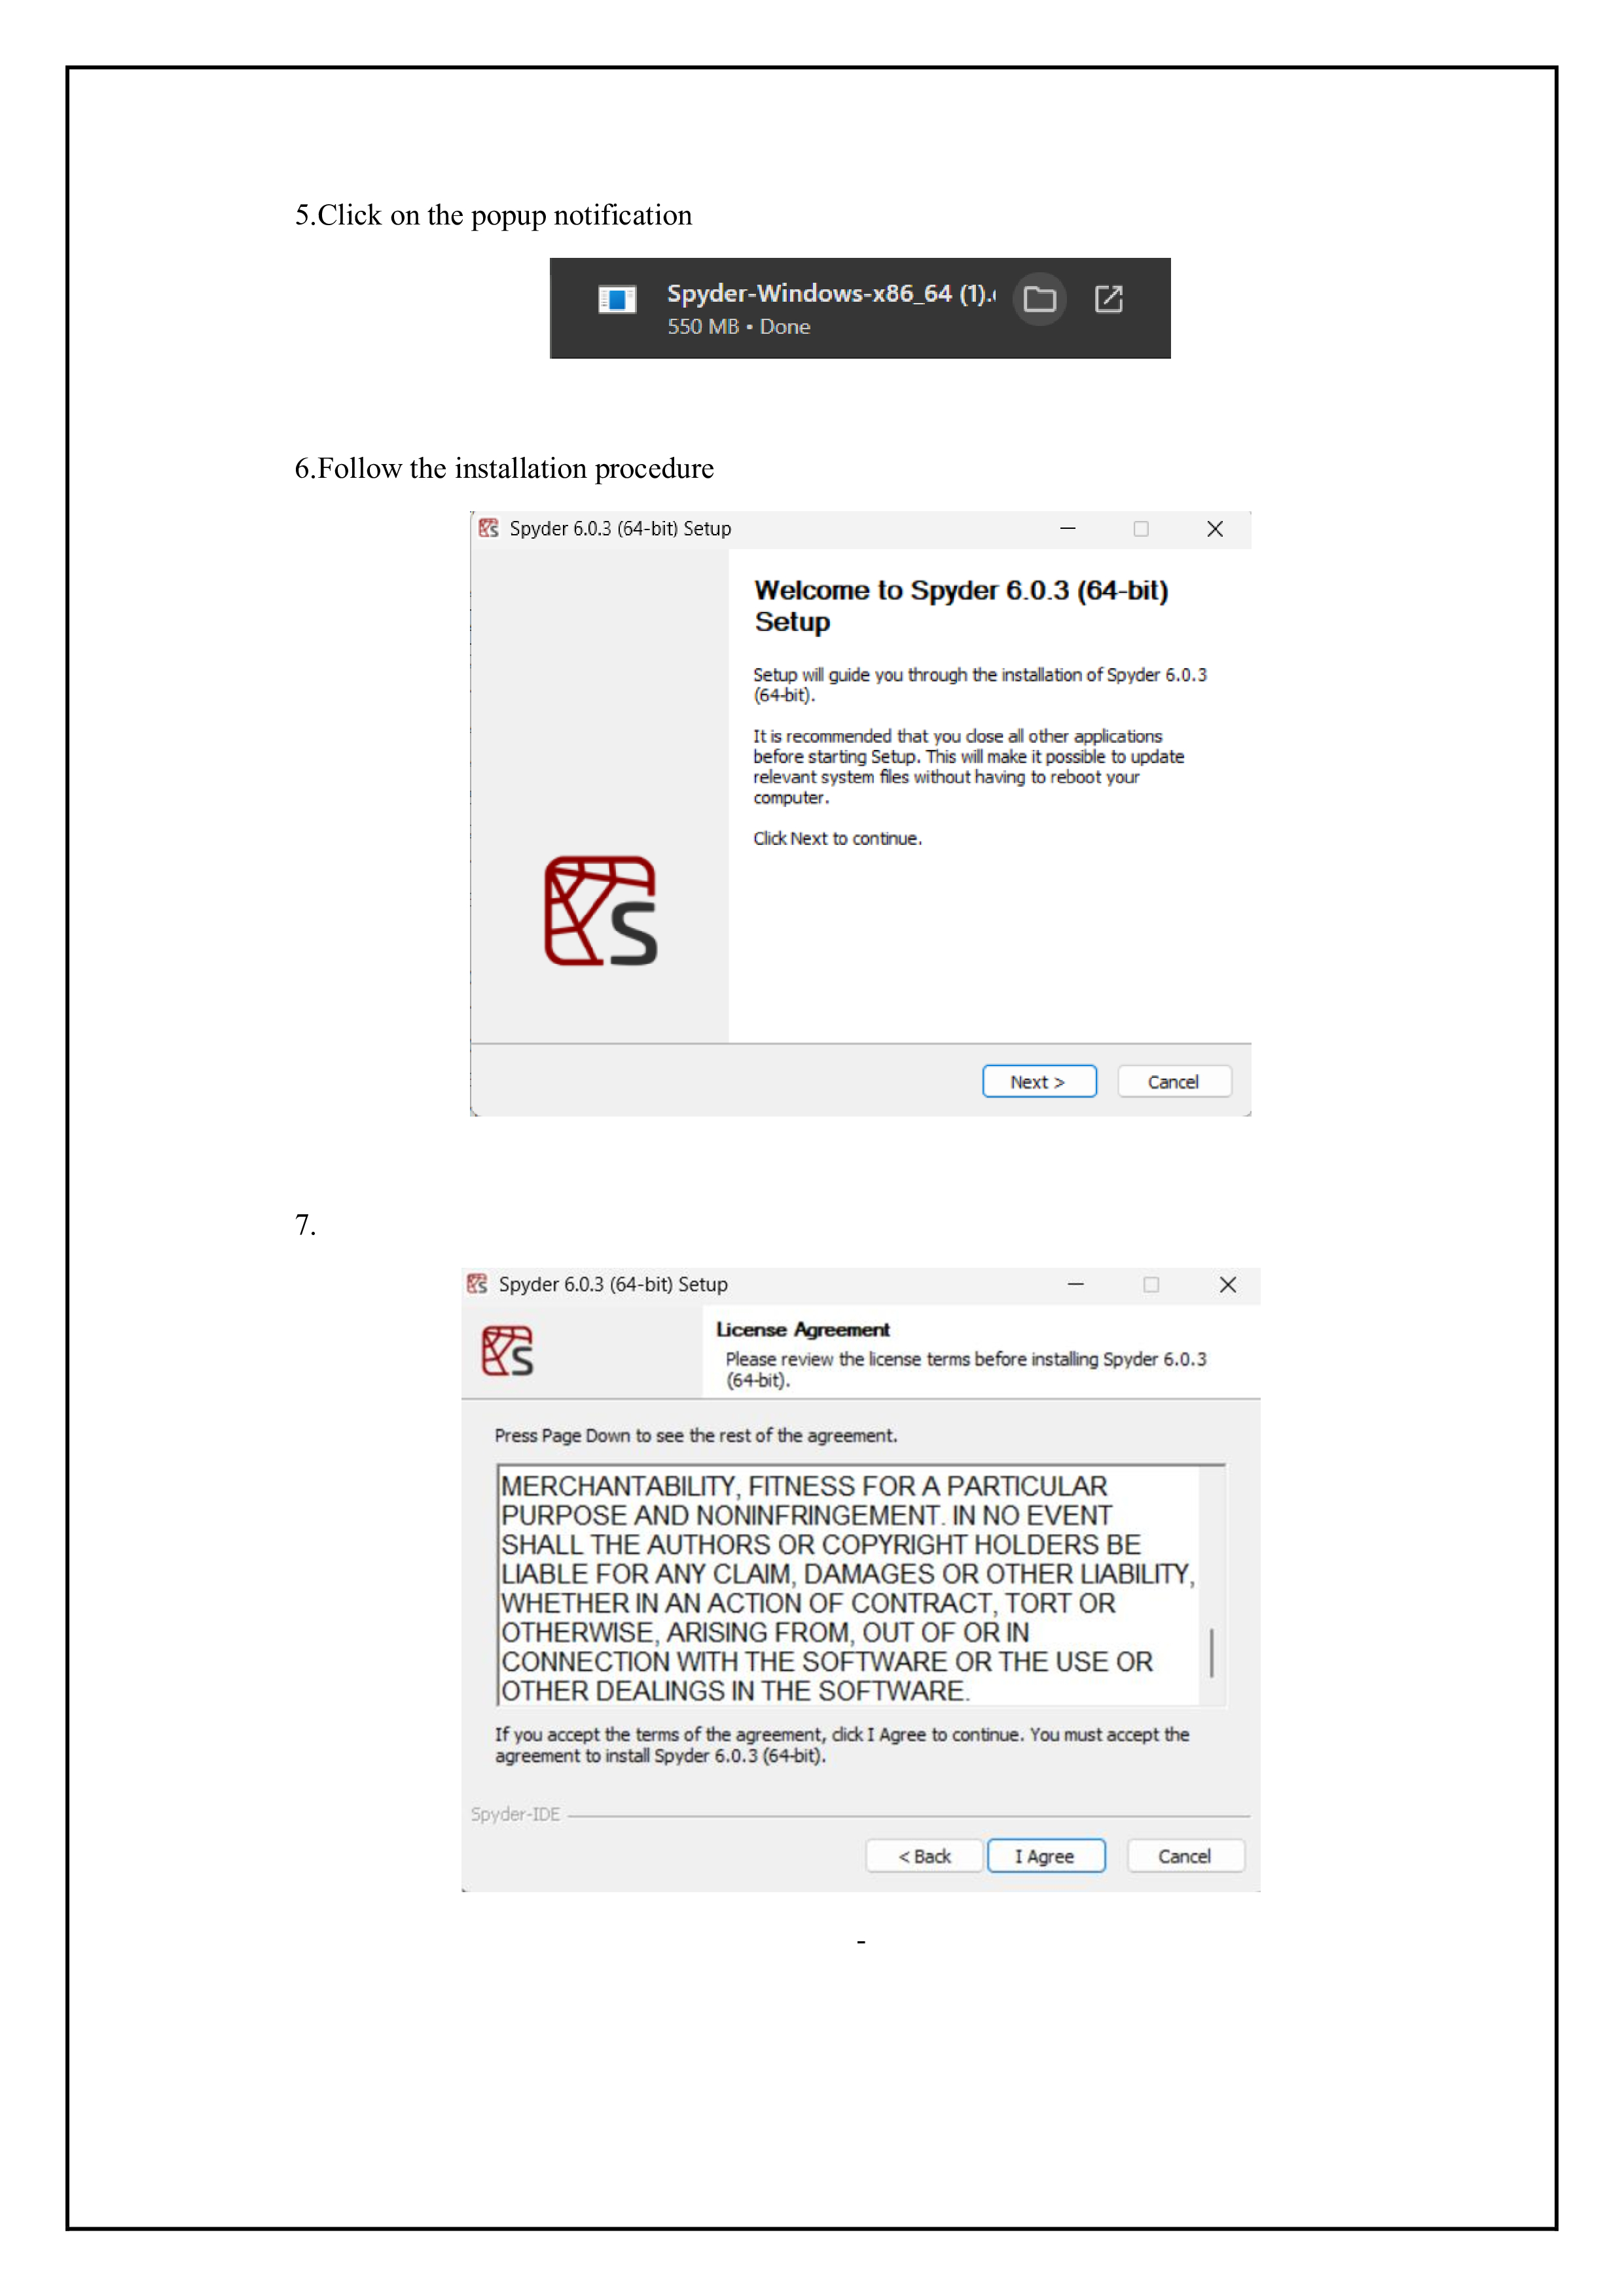 5.Click on the popup notification
Spyder-Windows-x86_64 (1).
550 MB • Done
6.Follow the installation procedure
Spyder 6.0.3 (64-bit) Setup
Welcome to Spyder 6.0.3 (64-bit)
Setup
Setup will guide you through the installation of Spyder 6.0.3
(64-bit).
It is recommended that you close all other applications
before starting Setup. This will make it possible to update
relevant system files without having to reboot your
computer.
Click Next to continue.
S
Next >
Cancel
7.
Spyder 6.0.3 (64-bit) Setup
S
License Agreement
Please review the license terms before installing Spyder 6.0.3
(64-bit).
Press Page Down to see the rest of the agreement.
MERCHANTABILITY, FITNESS FOR A PARTICULAR
PURPOSE AND NONINFRINGEMENT. IN NO EVENT
SHALL THE AUTHORS OR COPYRIGHT HOLDERS BE
LIABLE FOR ANY CLAIM, DAMAGES OR OTHER LIABILITY,
WHETHER IN AN ACTION OF CONTRACT, TORT OR
OTHERWISE, ARISING FROM, OUT OF OR IN
CONNECTION WITH THE SOFTWARE OR THE USE OR
OTHER DEALINGS IN THE SOFTWARE.
If you accept the terms of the agreement, click I Agree to continue. You must accept the
agreement to install Spyder 6.0.3 (64-bit).
Spyder-IDE
< Back
I Agree
Cancel
-